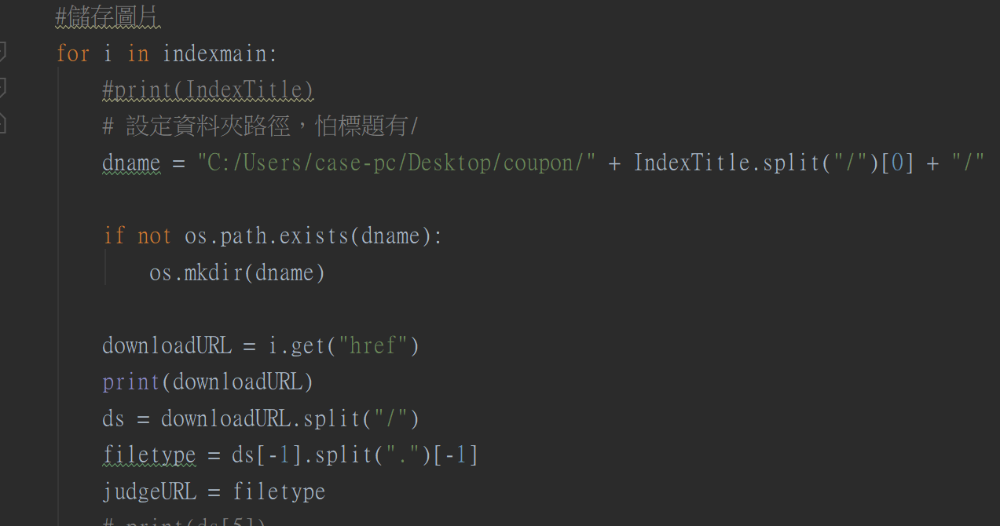 #儲存圖片
for i in indexmain:
#print(IndexTitle)
# 設定資料夾路徑，怕標題有/
dname = "C:/Users/case-pc/Desktop/coupon/" + IndexTitle.split("/")[0] + "/"
if not os.path.exists(dname):
os.mkdir(dname)
downloadURL = i.get("href")
print(downloadURL)
ds = downloadURL.split("/")
filetype = ds[-1].split(".")[-1]
judgeURL = filetype
# print(ds[5])